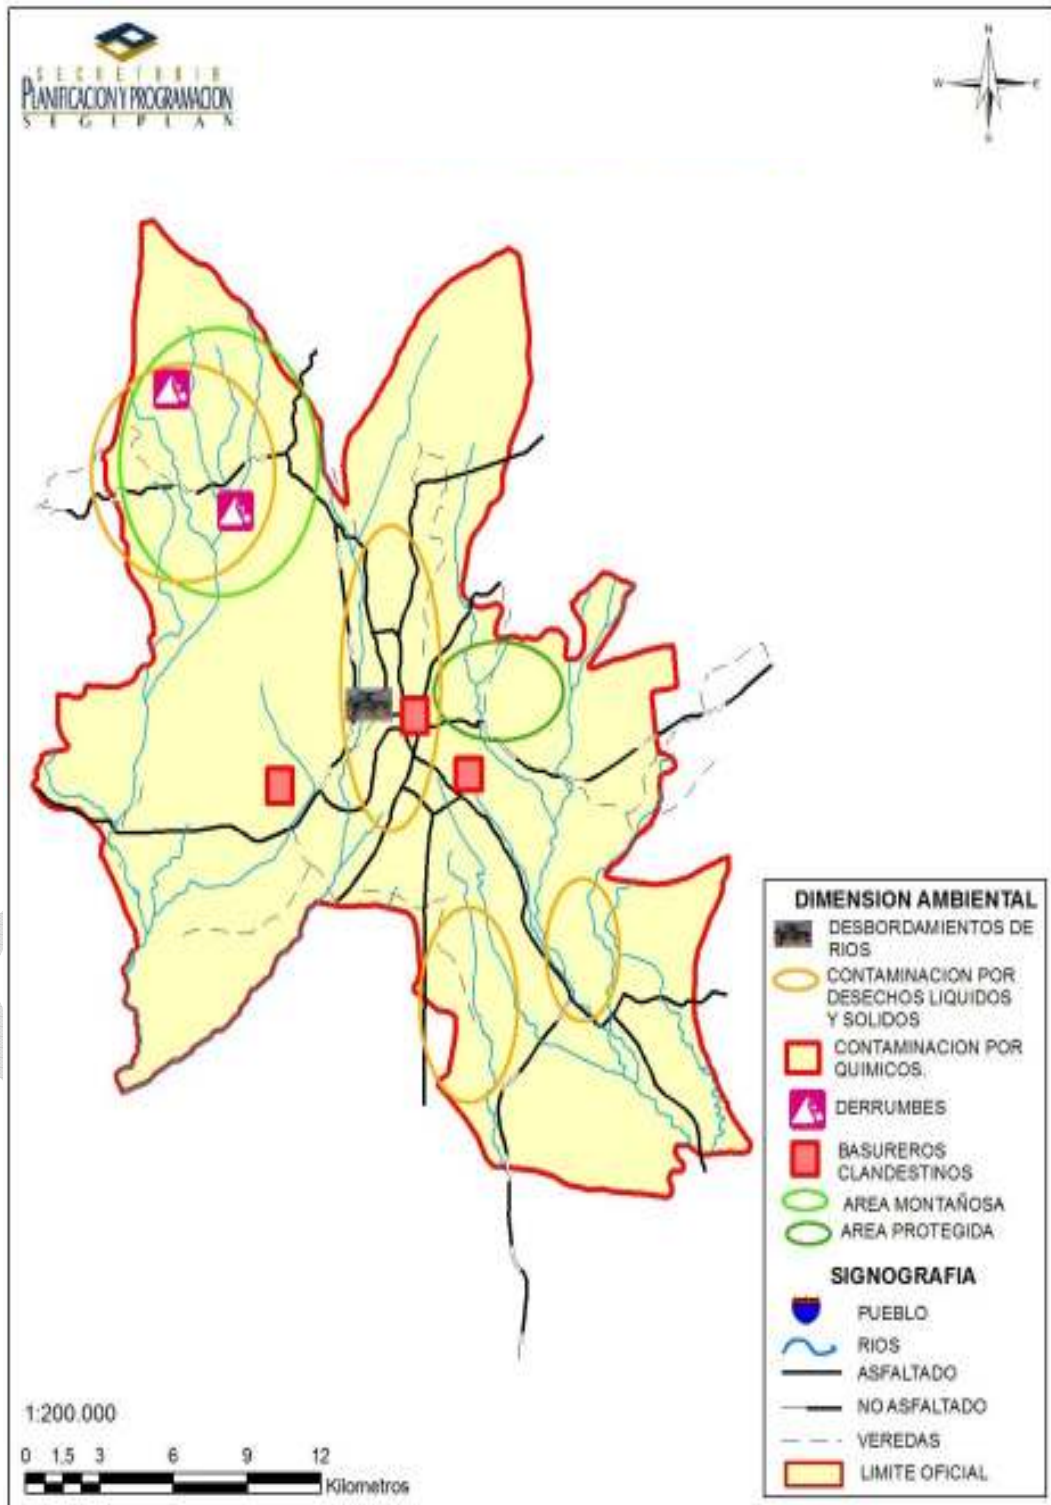 SECRETARIA
PLANIFICACION Y PROGRAMACION
SEGEPLAN
N
W
E
S
DIMENSION AMBIENTAL
DESBORDAMIENTOS DE
RIOS
CONTAMINACION POR
DESECHOS LIQUIDOS
Y SOLIDOS
CONTAMINACION POR
QUIMICOS.
DERRUMBES
BASUREROS
CLANDESTINOS
AREA MONTAÑOSA
AREA PROTEGIDA
SIGNOGRAFIA
PUEBLO
RIOS
ASFALTADO
NO ASFALTADO
VEREDAS
LIMITE OFICIAL
1:200.000
0 1.5 3 6 9 12
Kilometros